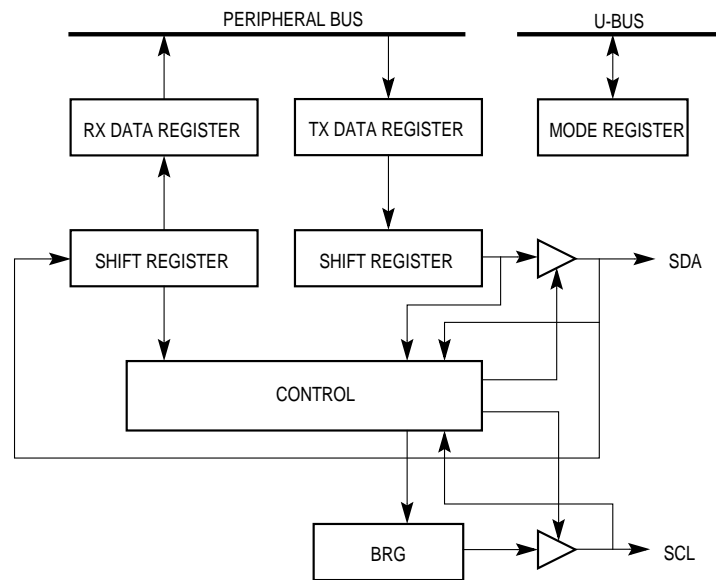 PERIPHERAL BUS
U-BUS
RX DATA REGISTER
TX DATA REGISTER
MODE REGISTER
SHIFT REGISTER
SHIFT REGISTER
SDA
CONTROL
BRG
SCL